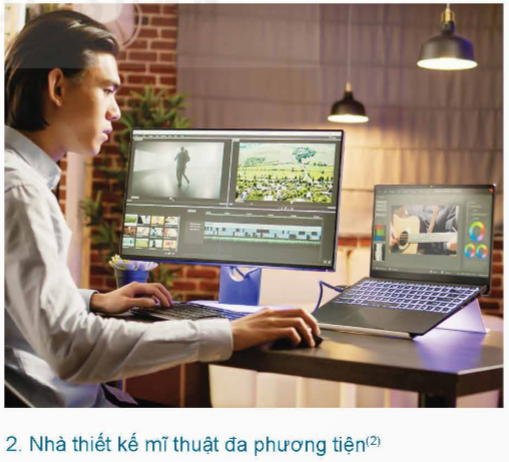 2. Nhà thiết kế mĩ thuật đa phương tiện⁽²⁾